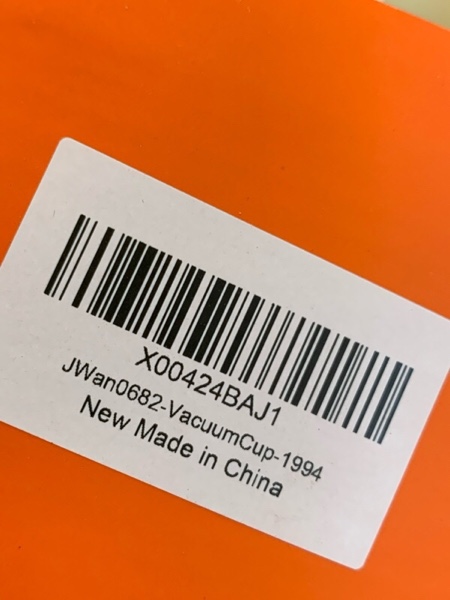 X00424BAJ1
JWan0682-VacuumCup-1994
New Made in China